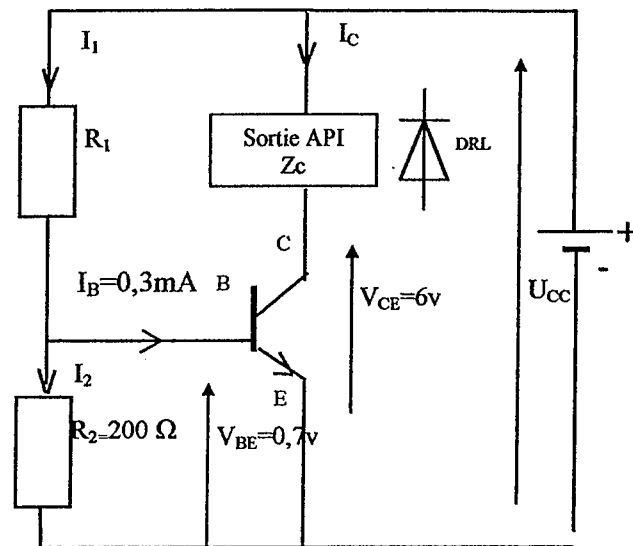 I1
IC
R1
Sortie API
Zc
DRL
C
+
-
IB=0,3mA
B
VCE=6v
UCC
I2
E
R2=200 Ω
VBE=0,7v